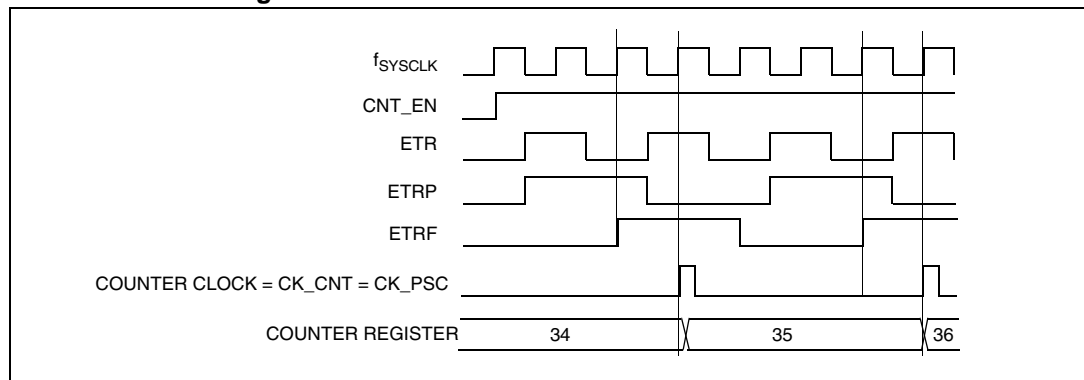 fSYSCLK
CNT_EN
ETR
ETRP
ETRF
COUNTER CLOCK = CK_CNT = CK_PSC
COUNTER REGISTER 34 35 36